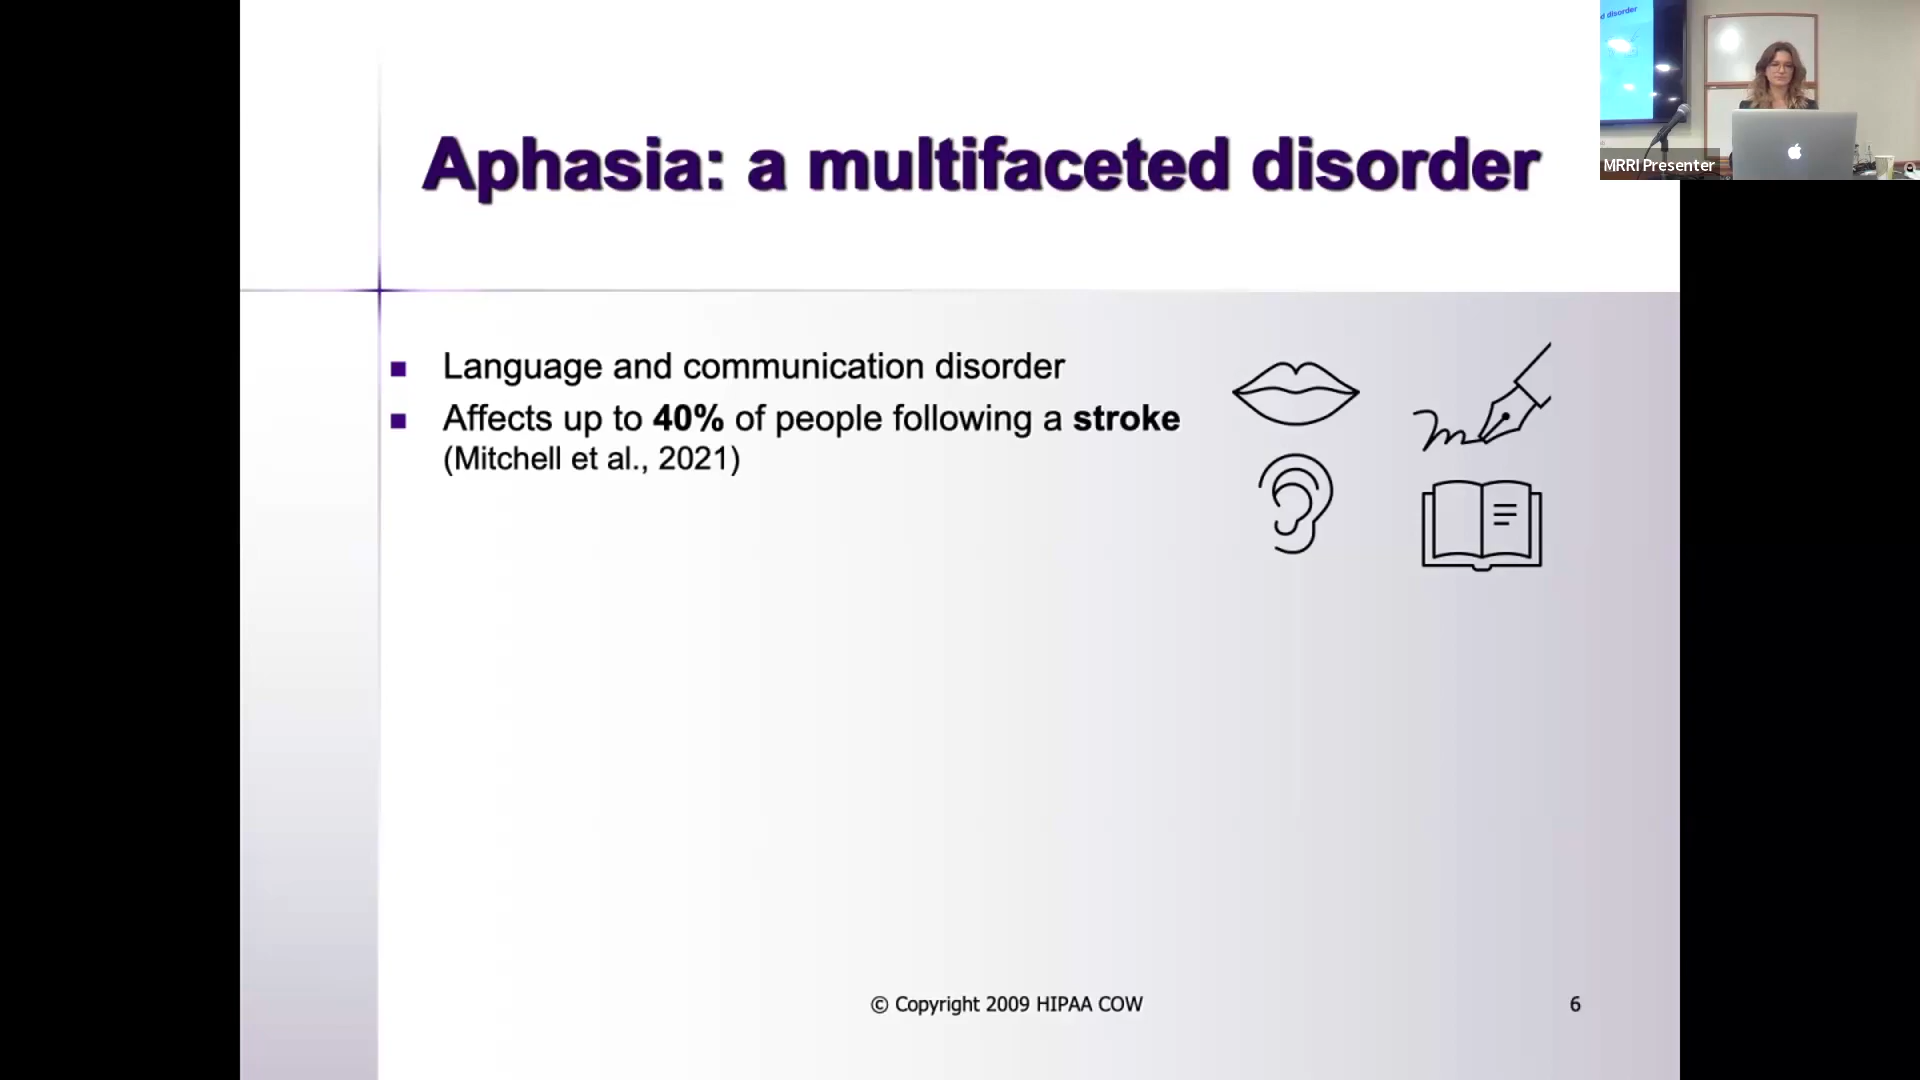 Aphasia: a multifaceted disorder
Language and communication disorder
Affects up to 40% of people following a stroke
(Mitchell et al., 2021)
© Copyright 2009 HIPAA COW
6
d disorder
MRRI Presenter